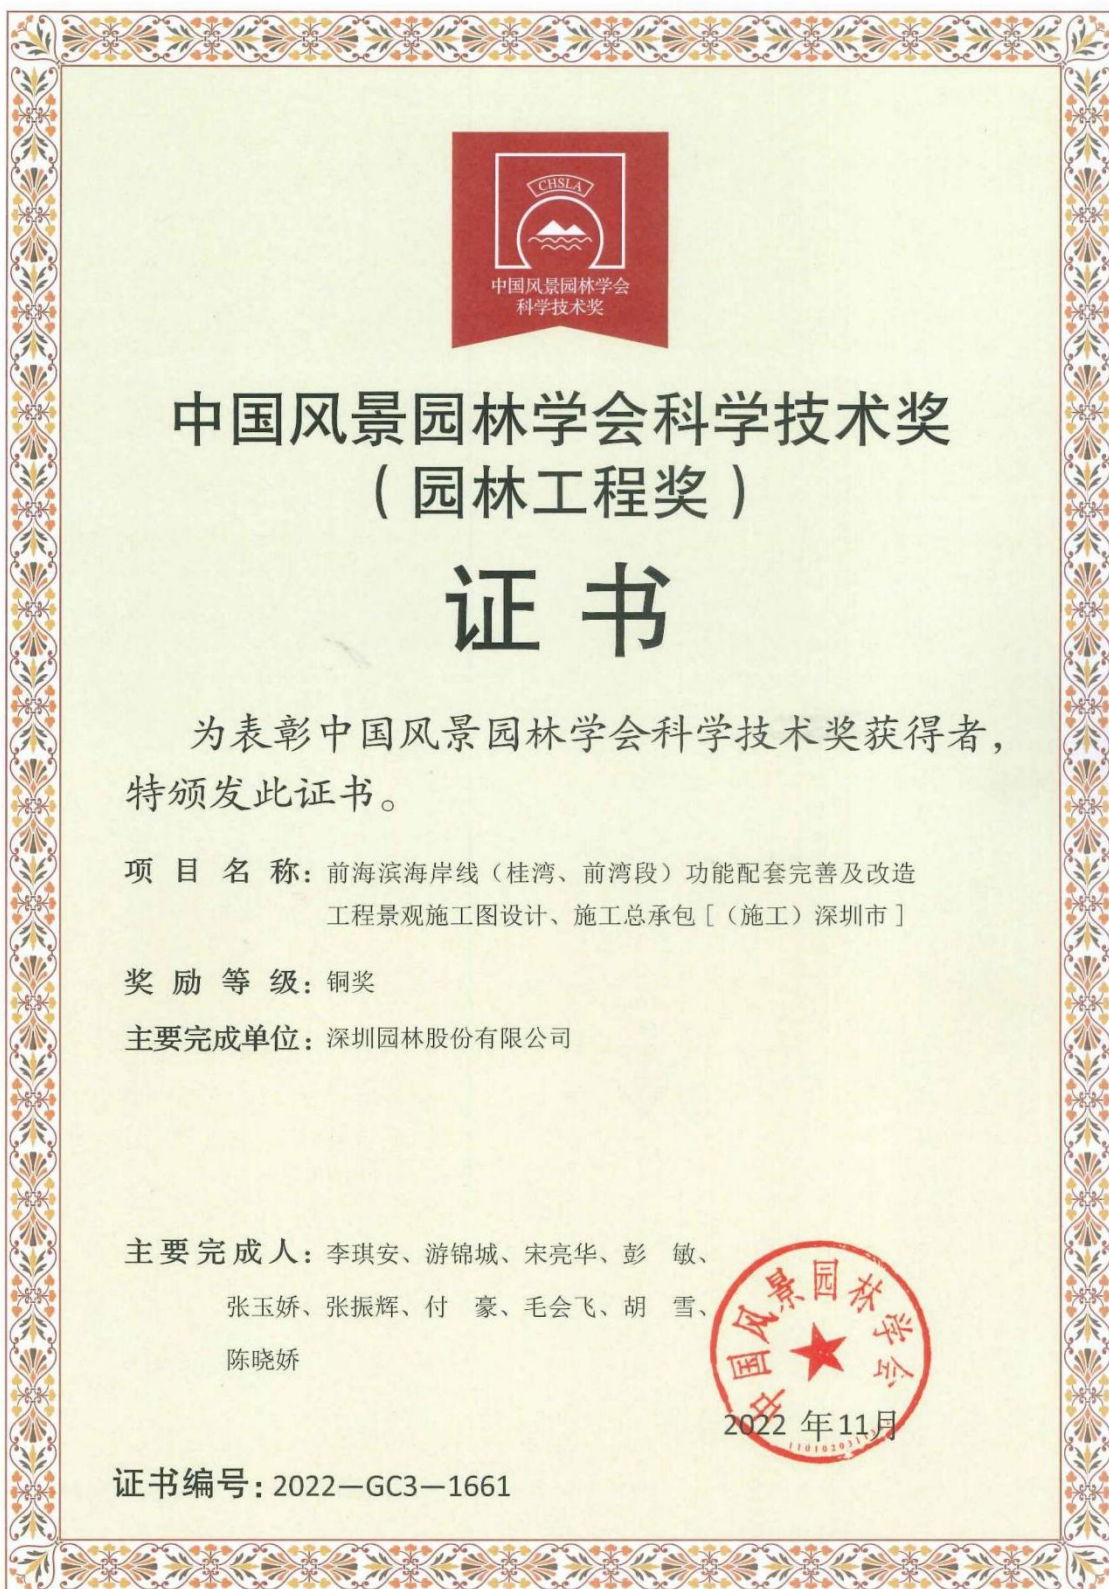 CHSLA
中国风景园林学会
科学技术奖
中国风景园林学会科学技术奖
（园林工程奖）
证书
为表彰中国风景园林学会科学技术奖获得者，
特颁发此证书。
项目名称：前海滨海岸线（桂湾、前湾段）功能配套完善及改造
工程景观施工图设计、施工总承包［（施工）深圳市］
奖励等级：铜奖
主要完成单位：深圳园林股份有限公司
主要完成人：李琪安、游锦城、宋亮华、彭　敏、
张玉娇、张振辉、付　豪、毛会飞、胡　雪、
陈晓娇
中国风景园林学会
2022 年11月
证书编号：2022—GC3—1661